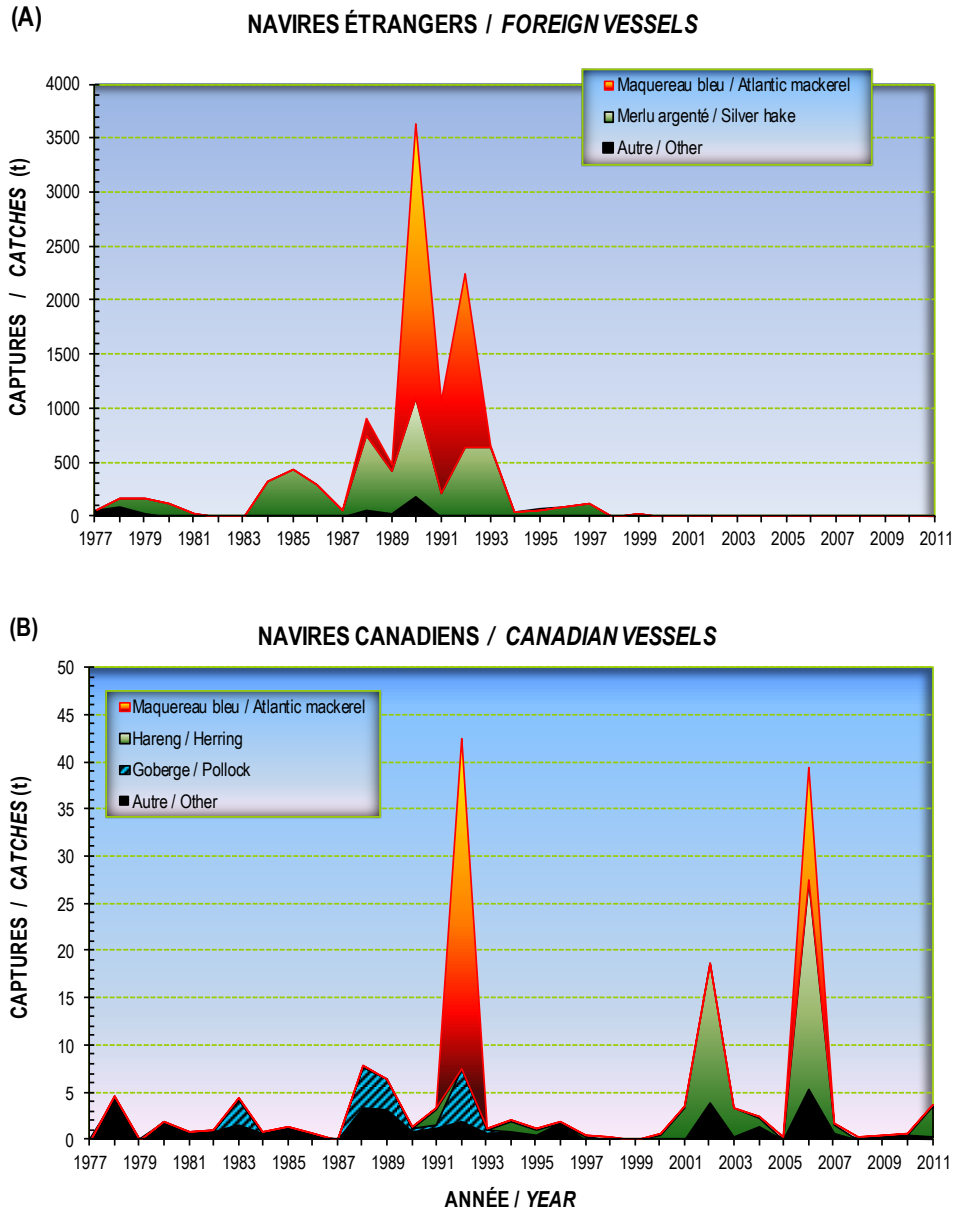 (A)
NAVIRES ÉTRANGERS / FOREIGN VESSELS
Maquereau bleu / Atlantic mackerel
Merlu argenté / Silver hake
Autre / Other
CAPTURES / CATCHES (t)
4000
3500
3000
2500
2000
1500
1000
500
0
1977 1979 1981 1983 1985 1987 1989 1991 1993 1995 1997 1999 2001 2003 2005 2007 2009 2011
(B)
NAVIRES CANADIENS / CANADIAN VESSELS
Maquereau bleu / Atlantic mackerel
Hareng / Herring
Goberge / Pollock
Autre / Other
CAPTURES / CATCHES (t)
50
45
40
35
30
25
20
15
10
5
0
1977 1979 1981 1983 1985 1987 1989 1991 1993 1995 1997 1999 2001 2003 2005 2007 2009 2011
ANNÉE / YEAR